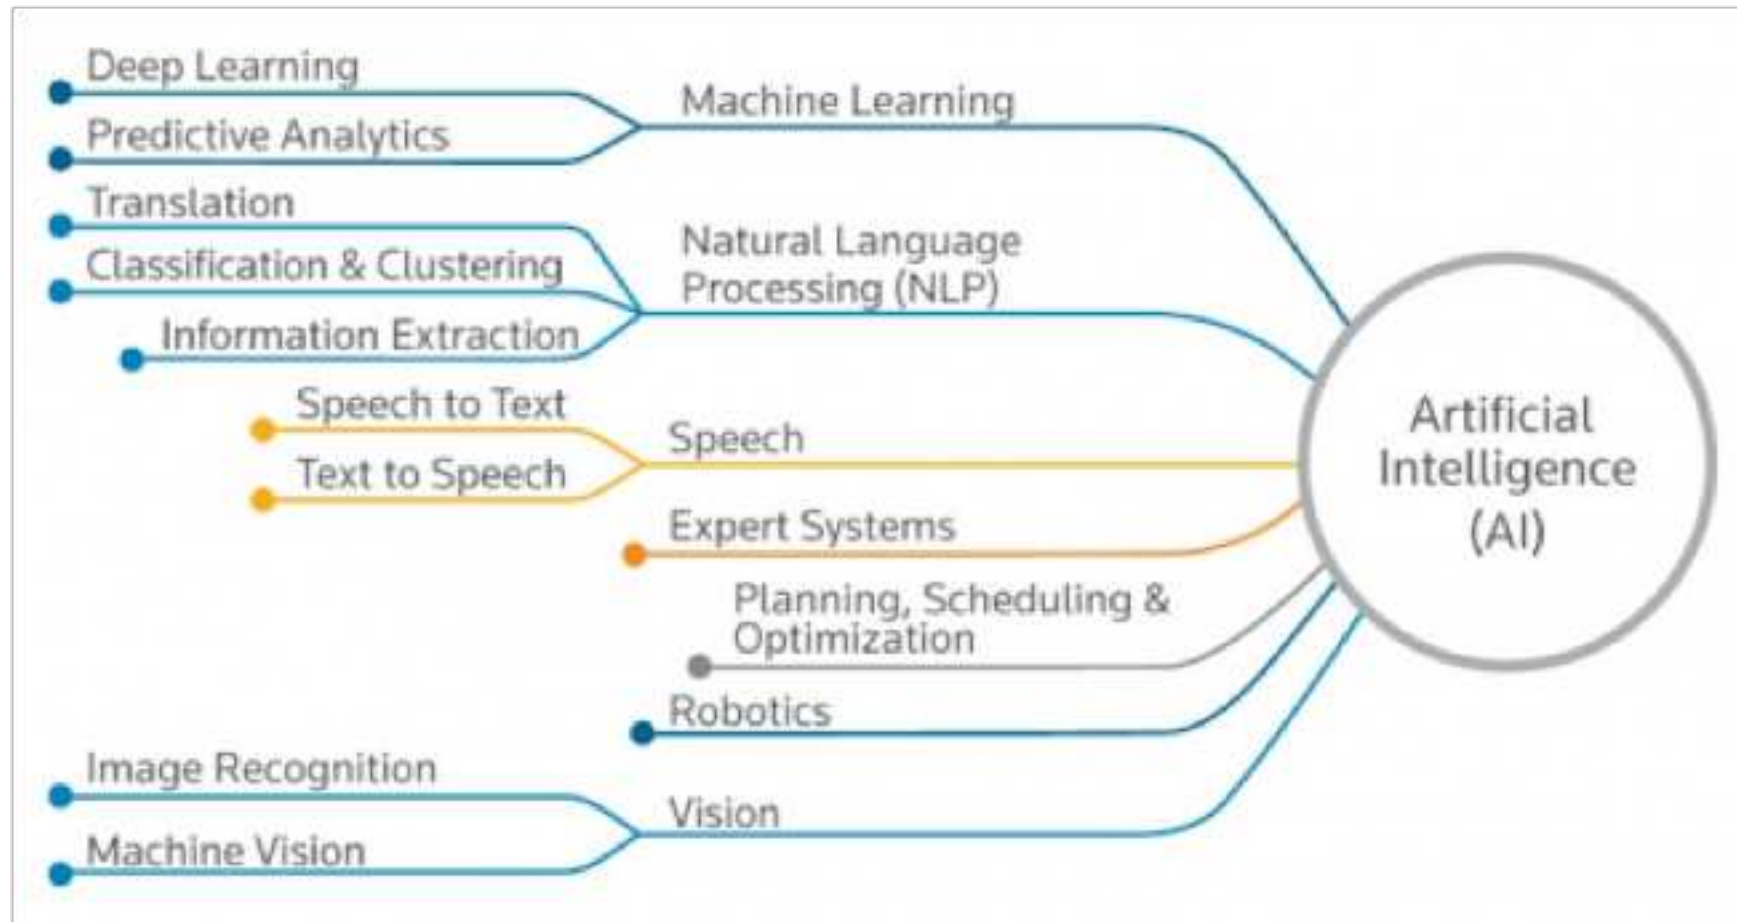 Deep Learning
Predictive Analytics
Machine Learning
Translation
Classification & Clustering
Information Extraction
Natural Language
Processing (NLP)
Speech to Text
Text to Speech
Speech
Expert Systems
Planning, Scheduling &
Optimization
Robotics
Image Recognition
Machine Vision
Vision
Artificial
Intelligence
(AI)